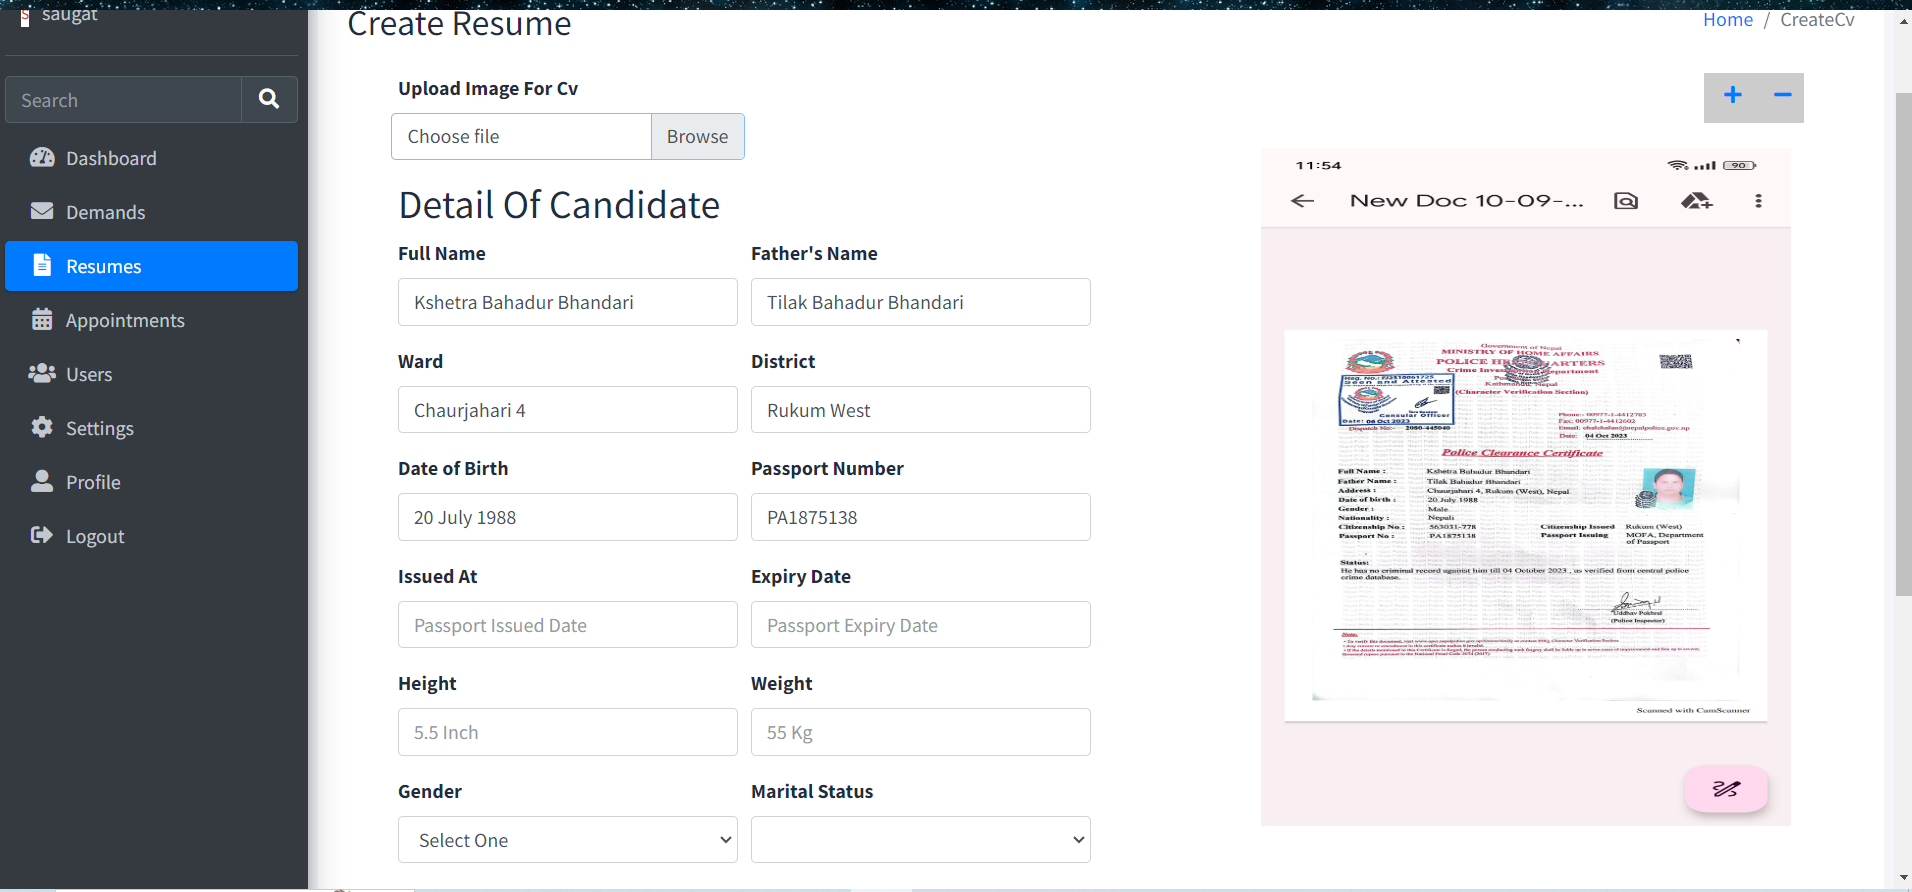 saugat
Search
Dashboard
Demands
Resumes
Appointments
Users
Settings
Profile
Logout
Create Resume
Home / CreateCv
Upload Image For Cv
Choose file
Browse
Detail Of Candidate
Full Name
Father's Name
Kshetra Bahadur Bhandari
Tilak Bahadur Bhandari
Ward
District
Chaurjahari 4
Rukum West
Date of Birth
Passport Number
20 July 1988
PA1875138
Issued At
Expiry Date
Passport Issued Date
Passport Expiry Date
Height
Weight
5.5 Inch
55 Kg
Gender
Marital Status
Select One
11:54
90
New Doc 10-09-...
Government of Nepal
MINISTRY OF HOME AFFAIRS
POLICE HEADQUARTERS
Crime Investigation Department
Kathmandu, Nepal
(Character Verification Section)
Seen and Attested
Consular Officer
Date: 06 Oct 2023
Dispatch No:- 2080-445040
Phone:- 00977-1-4412783
Fax: 00977-1-4412602
Date: 04 Oct 2023
Police Clearance Certificate
Full Name : Kshetra Bahadur Bhandari
Father Name : Tilak Bahadur Bhandari
Address : Chaurjahari 4, Rukum (West), Nepal
Date of birth : 20 July 1988
Gender : Male
Nationality : Nepali
Citizenship No : 563031-778 Citizenship Issued Rukum (West)
Passport No : PA1875138 Passport Issuing MOFA, Department
of Passport
Status:
He has no criminal record against him till 04 October 2023 , as verified from central police
crime database.
Uddhav Pokhrel
(Police Inspector)
Note:
Scanned with CamScanner